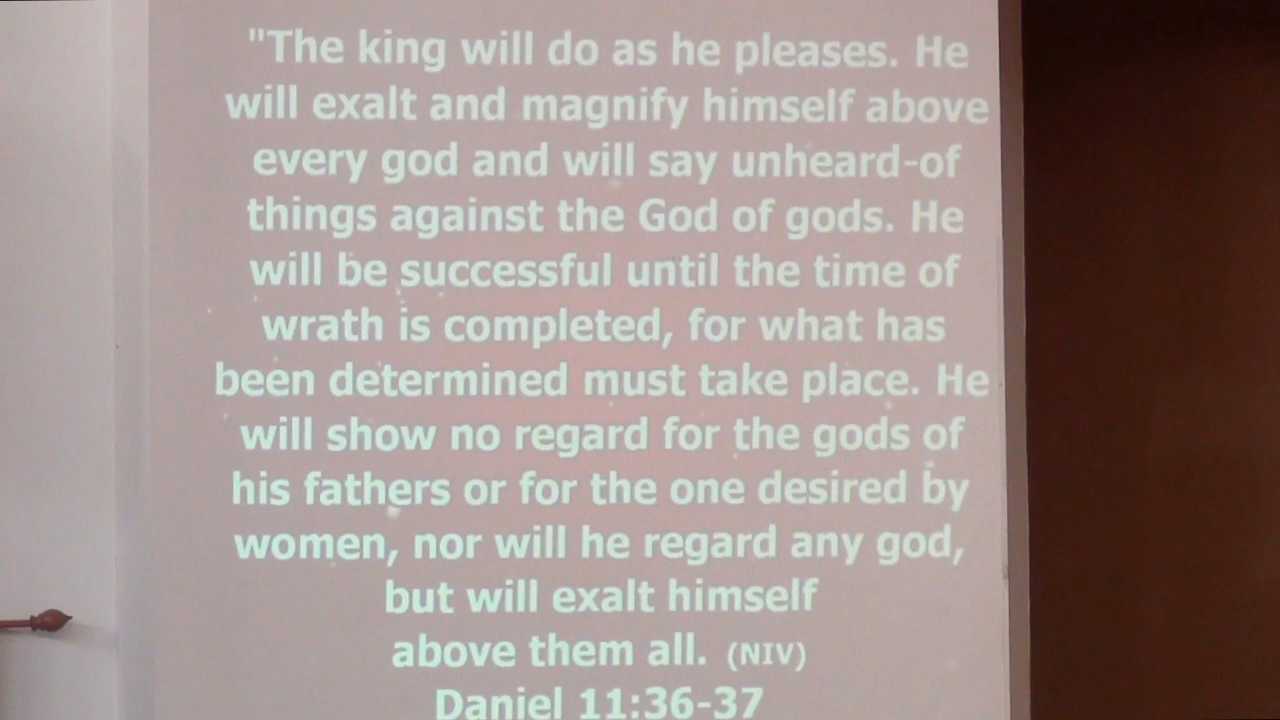 "The king will do as he pleases. He
will exalt and magnify himself above
every god and will say unheard-of
things against the God of gods. He
will be successful until the time of
wrath is completed, for what has
been determined must take place. He
will show no regard for the gods of
his fathers or for the one desired by
women, nor will he regard any god,
but will exalt himself
above them all. (NIV)
Daniel 11:36-37